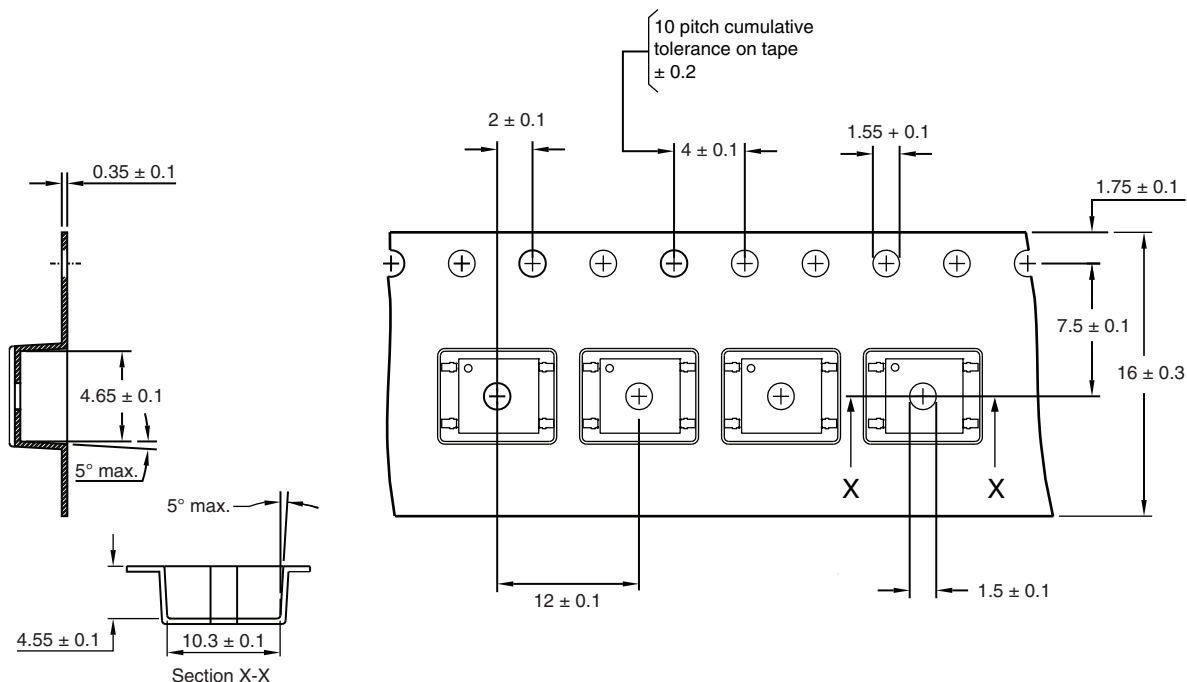 10 pitch cumulative
tolerance on tape
± 0.2
2 ± 0.1
4 ± 0.1
1.55 + 0.1
0.35 ± 0.1
1.75 ± 0.1
7.5 ± 0.1
16 ± 0.3
4.65 ± 0.1
5° max.
X
X
5° max.
12 ± 0.1
1.5 ± 0.1
4.55 ± 0.1
10.3 ± 0.1
Section X-X